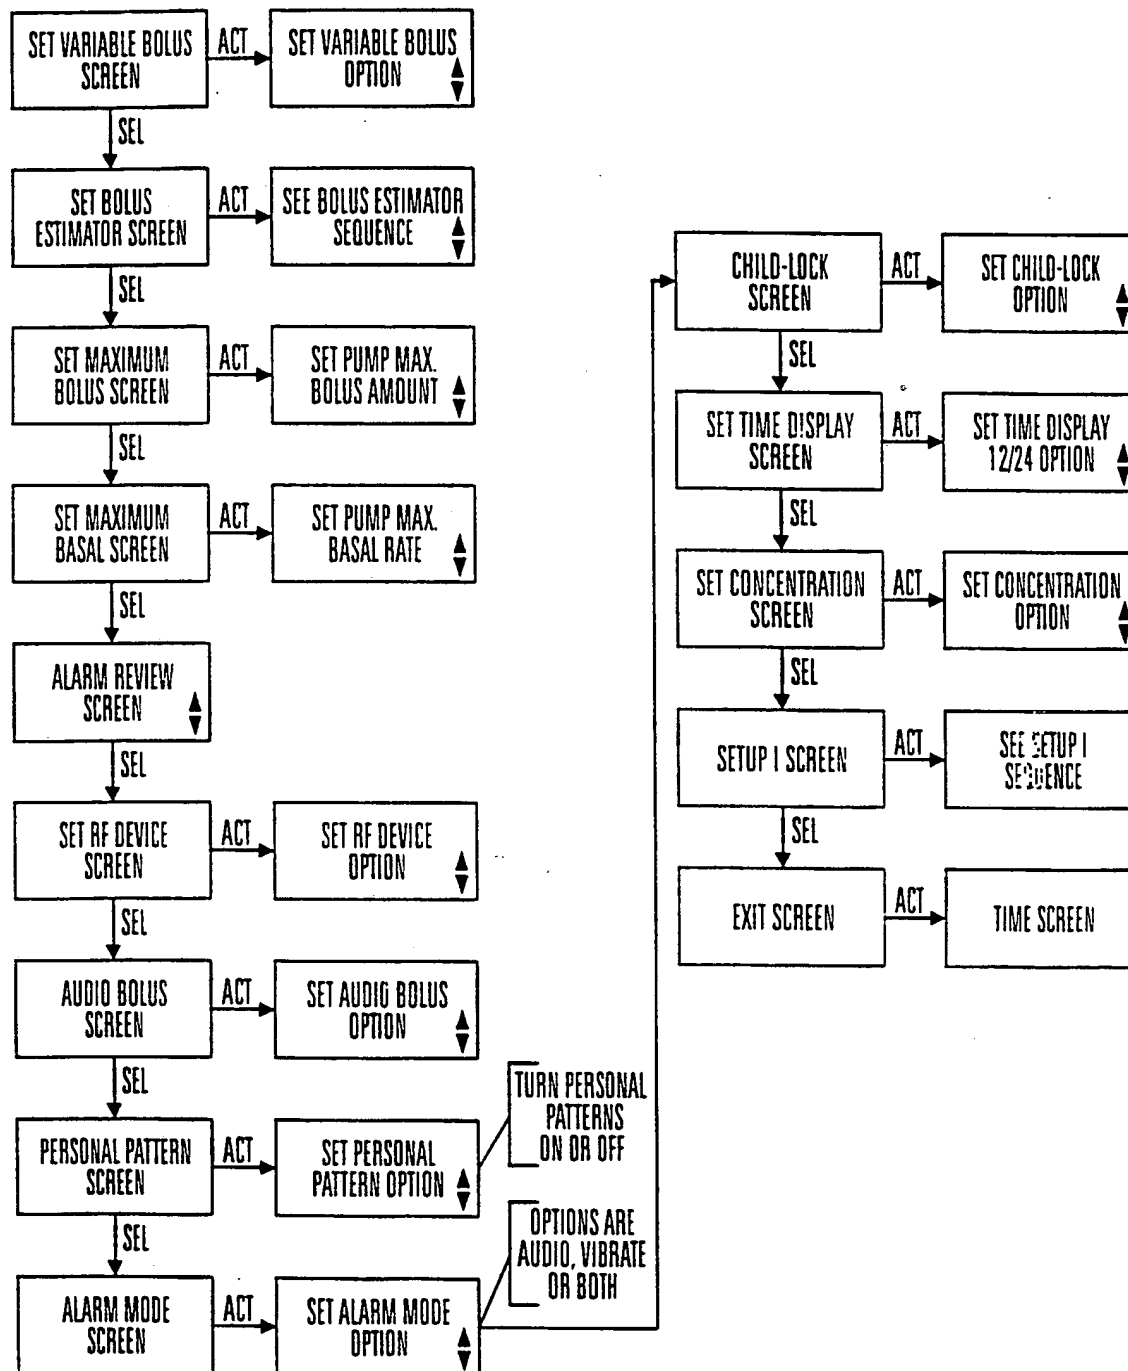 SET VARIABLE BOLUS
SCREEN
ACT
SET VARIABLE BOLUS
OPTION
SEL
SET BOLUS
ESTIMATOR SCREEN
ACT
SEE BOLUS ESTIMATOR
SEQUENCE
SEL
SET MAXIMUM
BOLUS SCREEN
ACT
SET PUMP MAX.
BOLUS AMOUNT
SEL
SET MAXIMUM
BASAL SCREEN
ACT
SET PUMP MAX.
BASAL RATE
SEL
ALARM REVIEW
SCREEN
SEL
SET RF DEVICE
SCREEN
ACT
SET RF DEVICE
OPTION
SEL
AUDIO BOLUS
SCREEN
ACT
SET AUDIO BOLUS
OPTION
SEL
PERSONAL PATTERN
SCREEN
ACT
SET PERSONAL
PATTERN OPTION
TURN PERSONAL
PATTERNS
ON OR OFF
SEL
ALARM MODE
SCREEN
ACT
SET ALARM MODE
OPTION
OPTIONS ARE
AUDIO, VIBRATE
OR BOTH
CHILD-LOCK
SCREEN
ACT
SET CHILD-LOCK
OPTION
SEL
SET TIME DISPLAY
SCREEN
ACT
SET TIME DISPLAY
12/24 OPTION
SEL
SET CONCENTRATION
SCREEN
ACT
SET CONCENTRATION
OPTION
SEL
SETUP I SCREEN
ACT
SEE SETUP I
SEQUENCE
SEL
EXIT SCREEN
ACT
TIME SCREEN